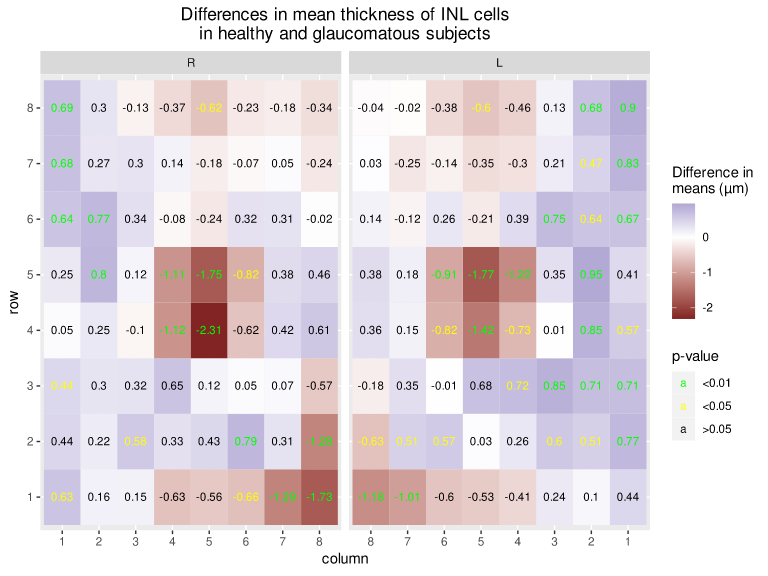 Differences in mean thickness of INL cells
in healthy and glaucomatous subjects
R L
8 0.69 0.3 -0.13 -0.37 -0.62 -0.23 -0.18 -0.34 -0.04 -0.02 -0.38 -0.5 -0.46 0.13 0.68 0.9
7 0.68 0.27 0.3 0.14 -0.18 -0.07 0.05 -0.24 0.03 -0.25 -0.14 -0.35 -0.3 0.21 0.47 0.83
6 0.64 0.77 0.34 -0.08 -0.24 0.32 0.31 -0.02 0.14 -0.12 0.26 -0.21 0.39 0.75 0.64 0.67
5 0.25 0.8 0.12 -1.11 -1.75 -0.82 0.38 0.46 0.38 0.18 -0.91 -1.77 0.35 0.95 0.41
4 0.05 0.25 -0.1 -1.12 -2.31 -0.62 0.42 0.61 0.36 0.15 -0.82 -0.73 0.01 0.65 0.57
3 0.44 0.3 0.32 0.65 0.12 0.05 0.07 -0.57 -0.18 0.35 -0.01 0.68 0.72 0.85 0.71 0.71
2 0.44 0.22 0.58 0.33 0.43 0.79 0.31 -1.28 -0.63 0.51 0.57 0.03 0.26 0.6 0.51 0.77
1 0.63 0.16 0.15 -0.63 -0.56 -0.66 -1.29 -1.73 -1.18 -1.01 -0.6 -0.53 -0.41 0.24 0.1 0.44
1 2 3 4 5 6 7 8 8 7 6 5 4 3 2 1
column
row
Difference in
means (µm)
0
-1
-2
p-value
a <0.01
a <0.05
a >0.05